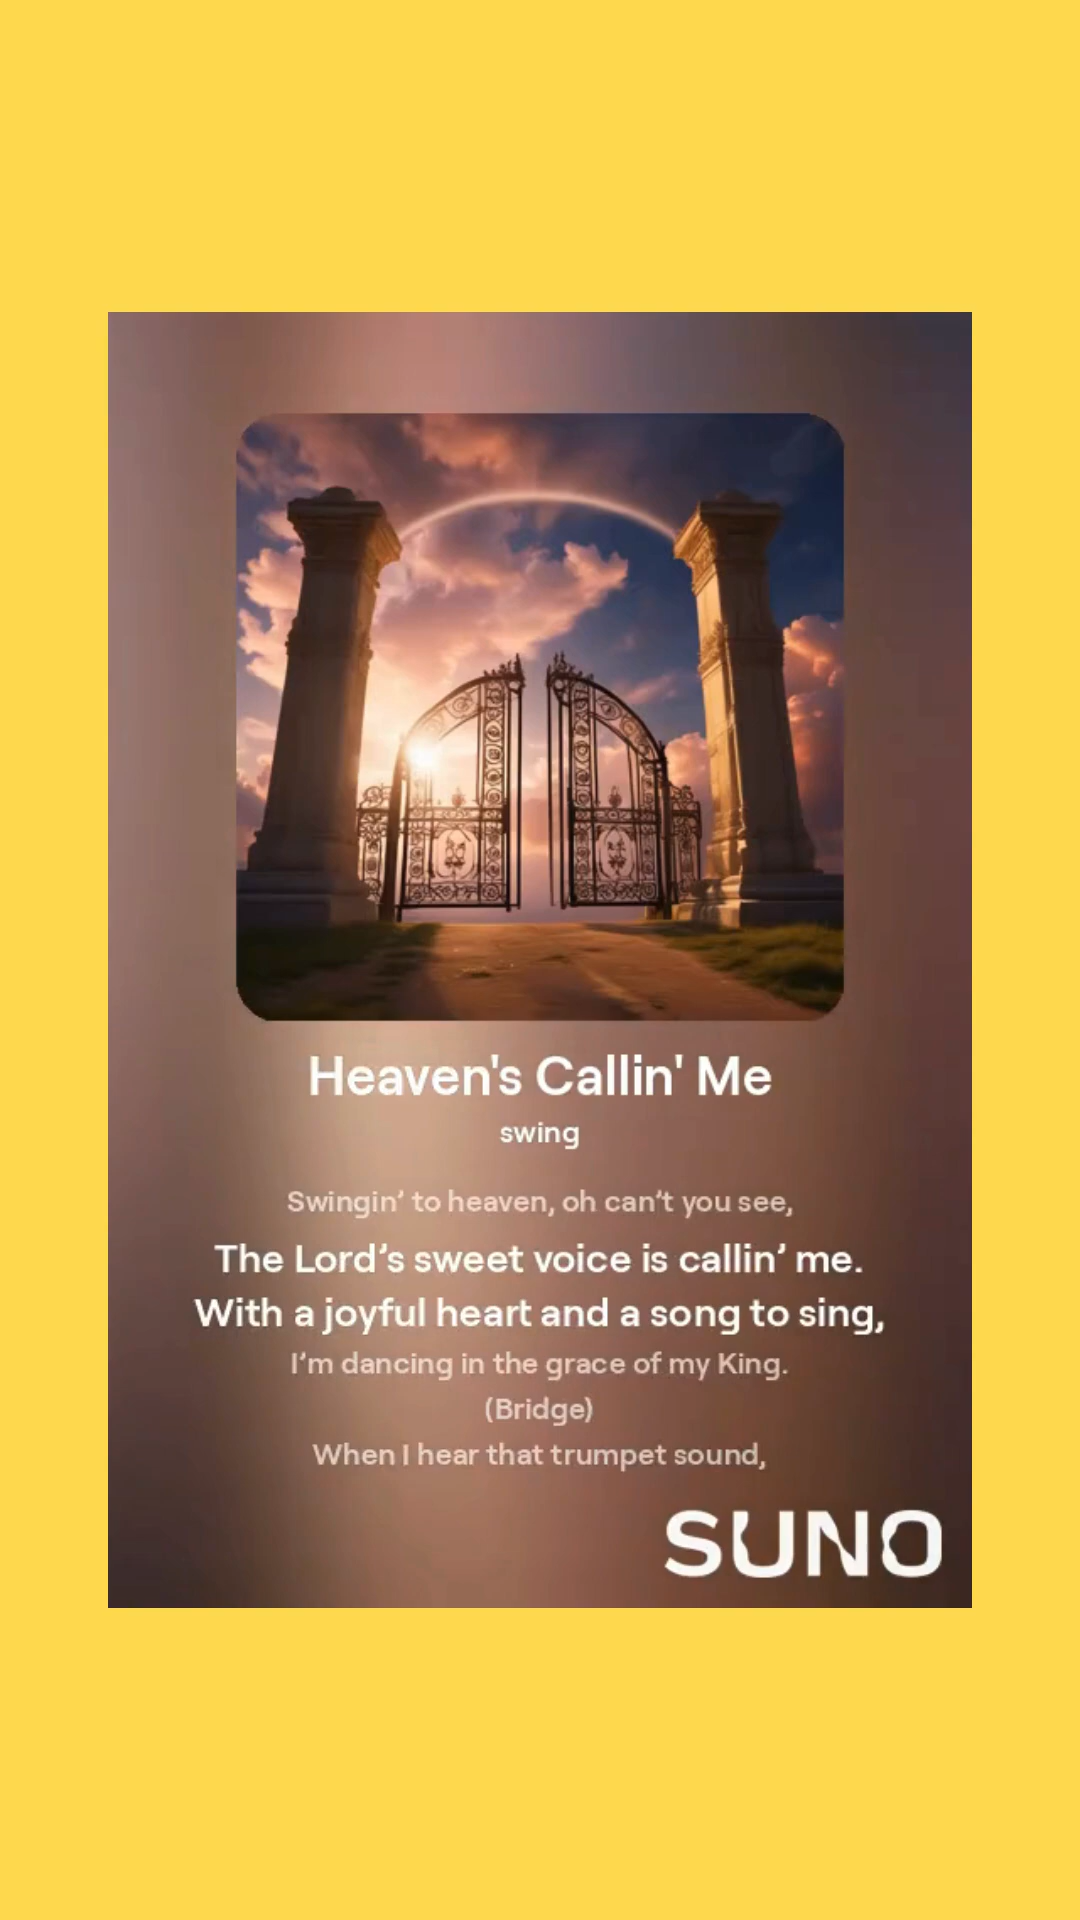 Heaven's Callin' Me
swing
Swingin’ to heaven, oh can’t you see,
The Lord’s sweet voice is callin’ me.
With a joyful heart and a song to sing,
I’m dancing in the grace of my King.
(Bridge)
When I hear that trumpet sound,
SUNO